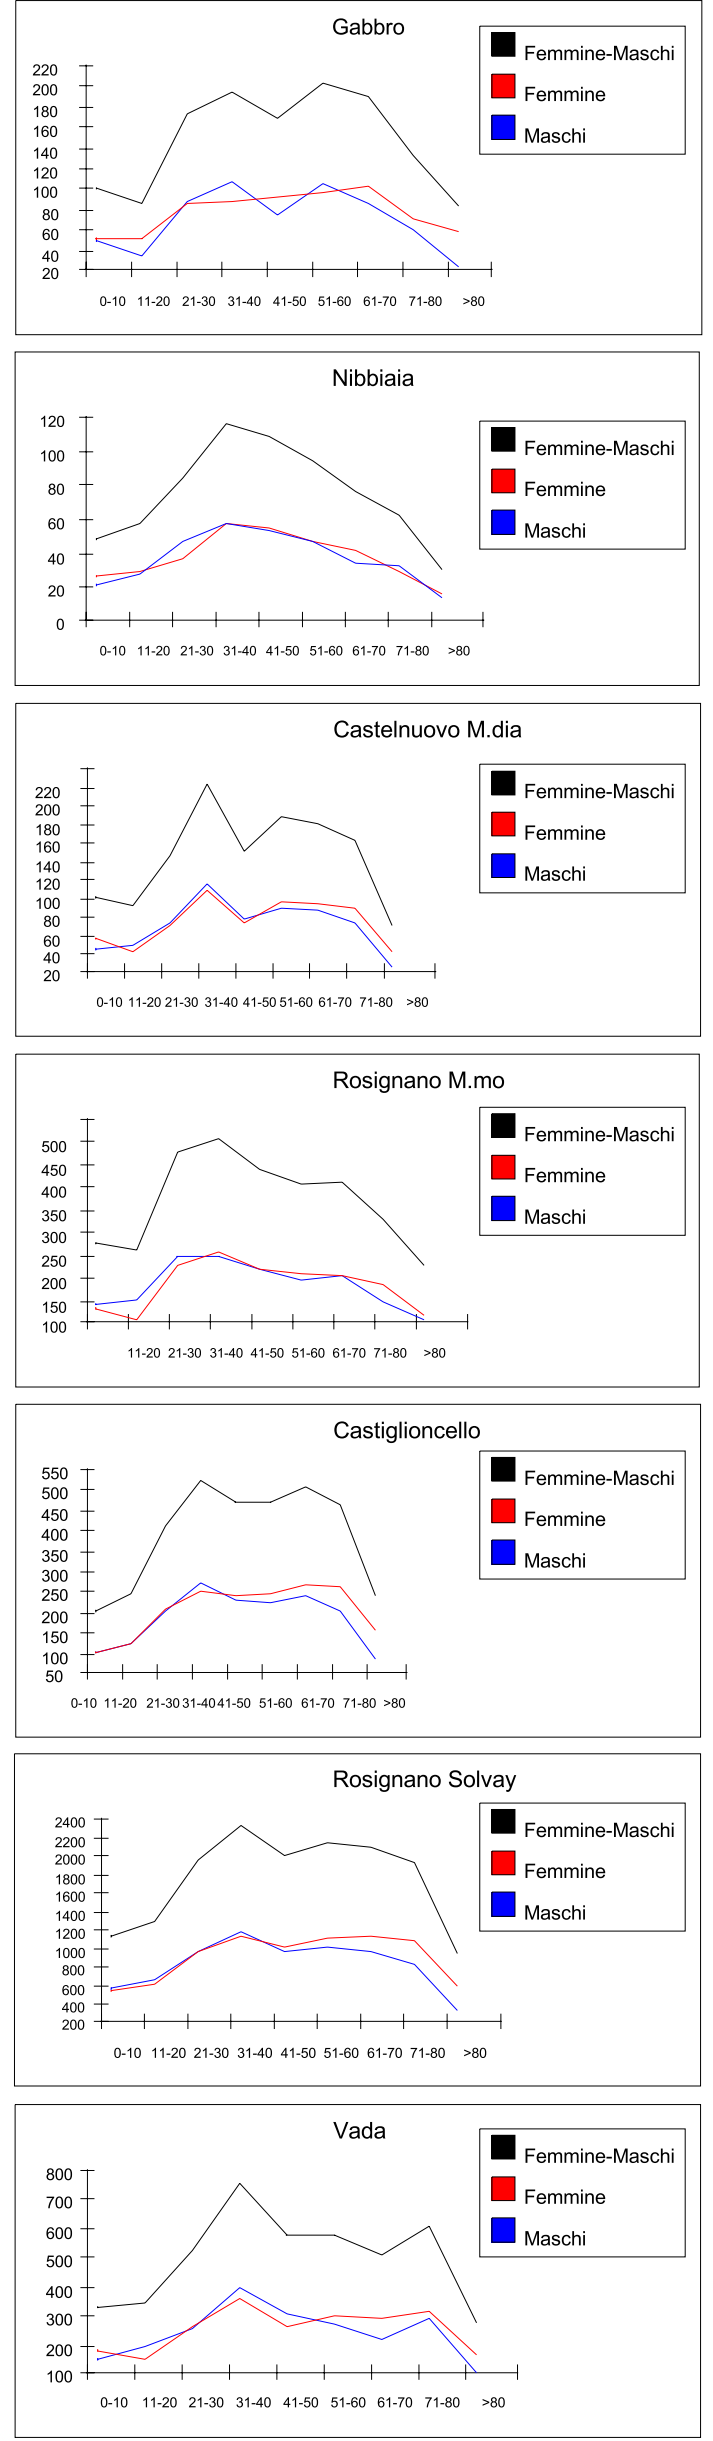 Gabbro
Femmine-Maschi
Femmine
Maschi
220
200
180
160
140
120
100
80
60
40
20
0-10 11-20 21-30 31-40 41-50 51-60 61-70 71-80 >80
Nibbiaia
Femmine-Maschi
Femmine
Maschi
120
100
80
60
40
20
0
0-10 11-20 21-30 31-40 41-50 51-60 61-70 71-80 >80
Castelnuovo M.dia
Femmine-Maschi
Femmine
Maschi
220
200
180
160
140
120
100
80
60
40
20
0-10 11-20 21-30 31-40 41-50 51-60 61-70 71-80 >80
Rosignano M.mo
Femmine-Maschi
Femmine
Maschi
500
450
400
350
300
250
200
150
100
11-20 21-30 31-40 41-50 51-60 61-70 71-80 >80
Castiglioncello
Femmine-Maschi
Femmine
Maschi
550
500
450
400
350
300
250
200
150
100
50
0-10 11-20 21-30 31-40 41-50 51-60 61-70 71-80 >80
Rosignano Solvay
Femmine-Maschi
Femmine
Maschi
2400
2200
2000
1800
1600
1400
1200
1000
800
600
400
200
0-10 11-20 21-30 31-40 41-50 51-60 61-70 71-80 >80
Vada
Femmine-Maschi
Femmine
Maschi
800
700
600
500
400
300
200
100
0-10 11-20 21-30 31-40 41-50 51-60 61-70 71-80 >80